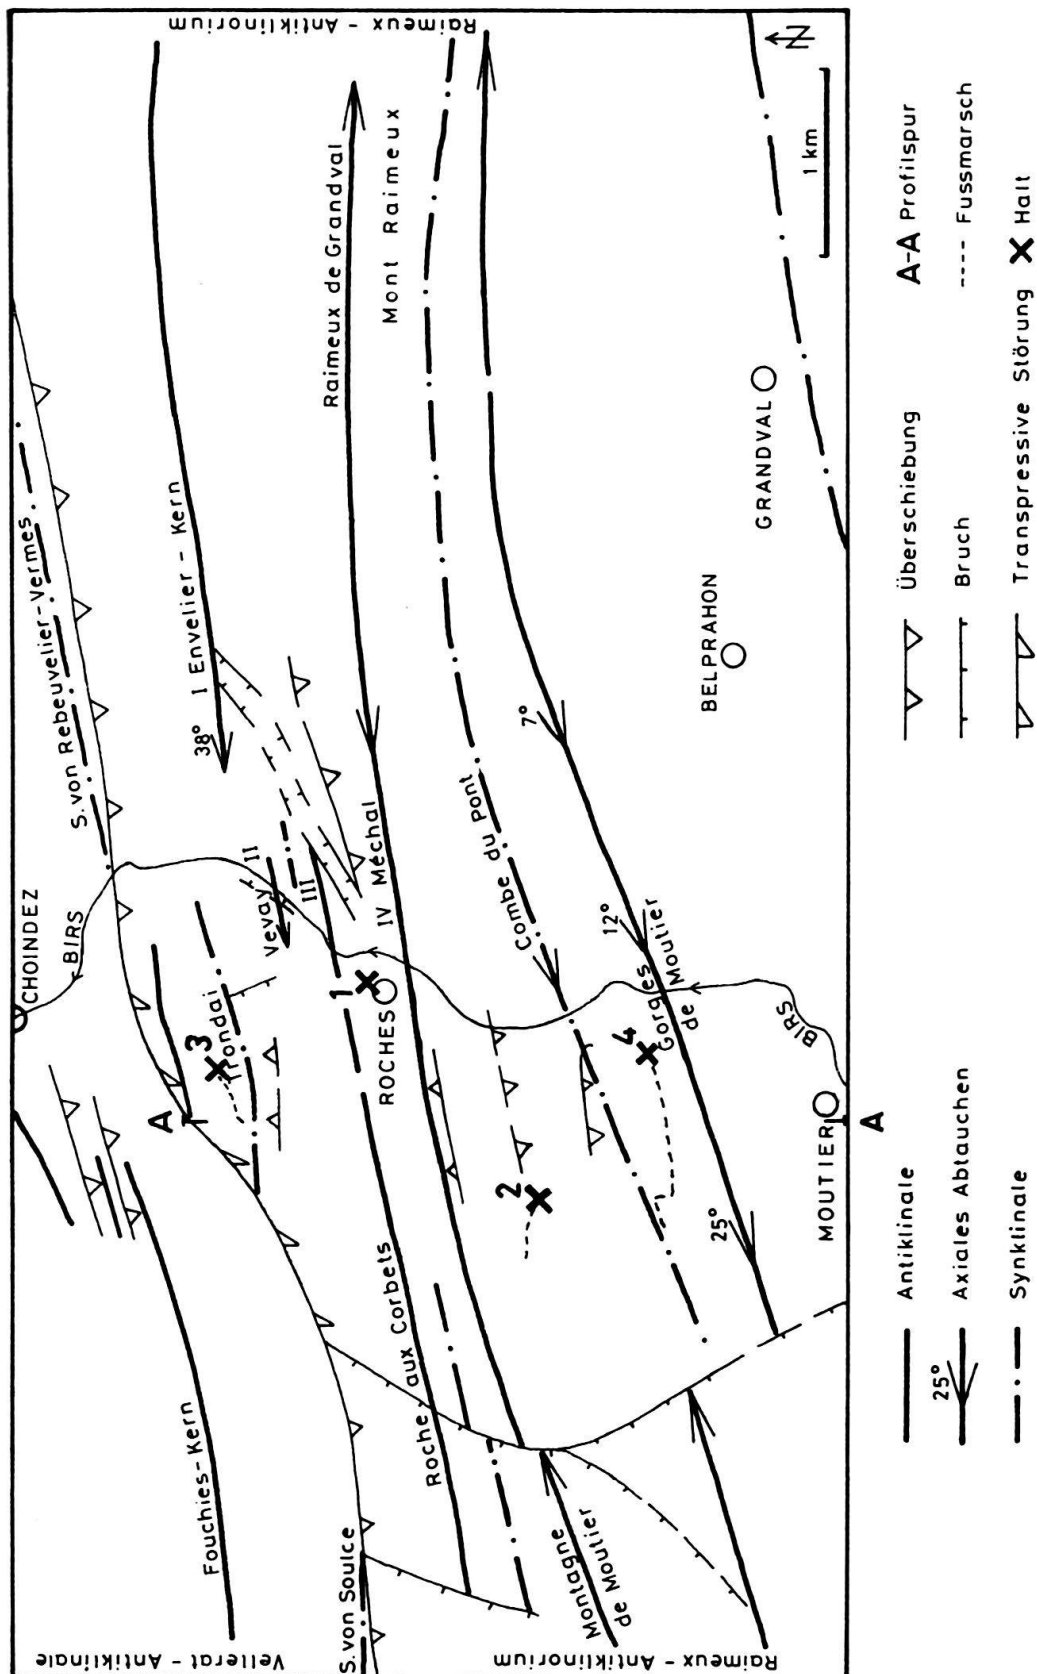 Vellerat - Antiklinale
Raimeux - Antiklinorium
Raimeux - Antiklinorium
CHOINDEZ
BIRS
S. von Rebeuvelier - Vermes
Fouchies - Kern
S. von Soulce
A
3
Trondai
38°
I Envelier - Kern
Vevay
II
III
1
ROCHES
IV Méchal
Raimeux de Grandval
Mont Raimeux
Roche aux Corbets
2
Combe du Pont
7°
12°
4
Gorges
de Moutier
25°
Montagne
de Moutier
BELPRAHON
GRANDVAL
BIRS
MOUTIER
A
1 km
N
Antiklinale
25°
Axiales Abtauchen
Synklinale
Überschiebung
Bruch
Transpressive Störung
A-A Profilspur
Fussmarsch
Halt